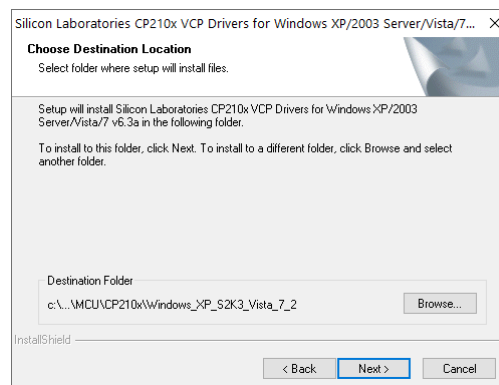 Silicon Laboratories CP210x VCP Drivers for Windows XP/2003 Server/Vista/7...
Choose Destination Location
Select folder where setup will install files.
Setup will install Silicon Laboratories CP210x VCP Drivers for Windows XP/2003
Server/Vista/7 v6.3a in the following folder.
To install to this folder, click Next. To install to a different folder, click Browse and select
another folder.
Destination Folder
c:\...\MCU\CP210x\Windows_XP_S2K3_Vista_7_2
Browse...
InstallShield
< Back
Next >
Cancel